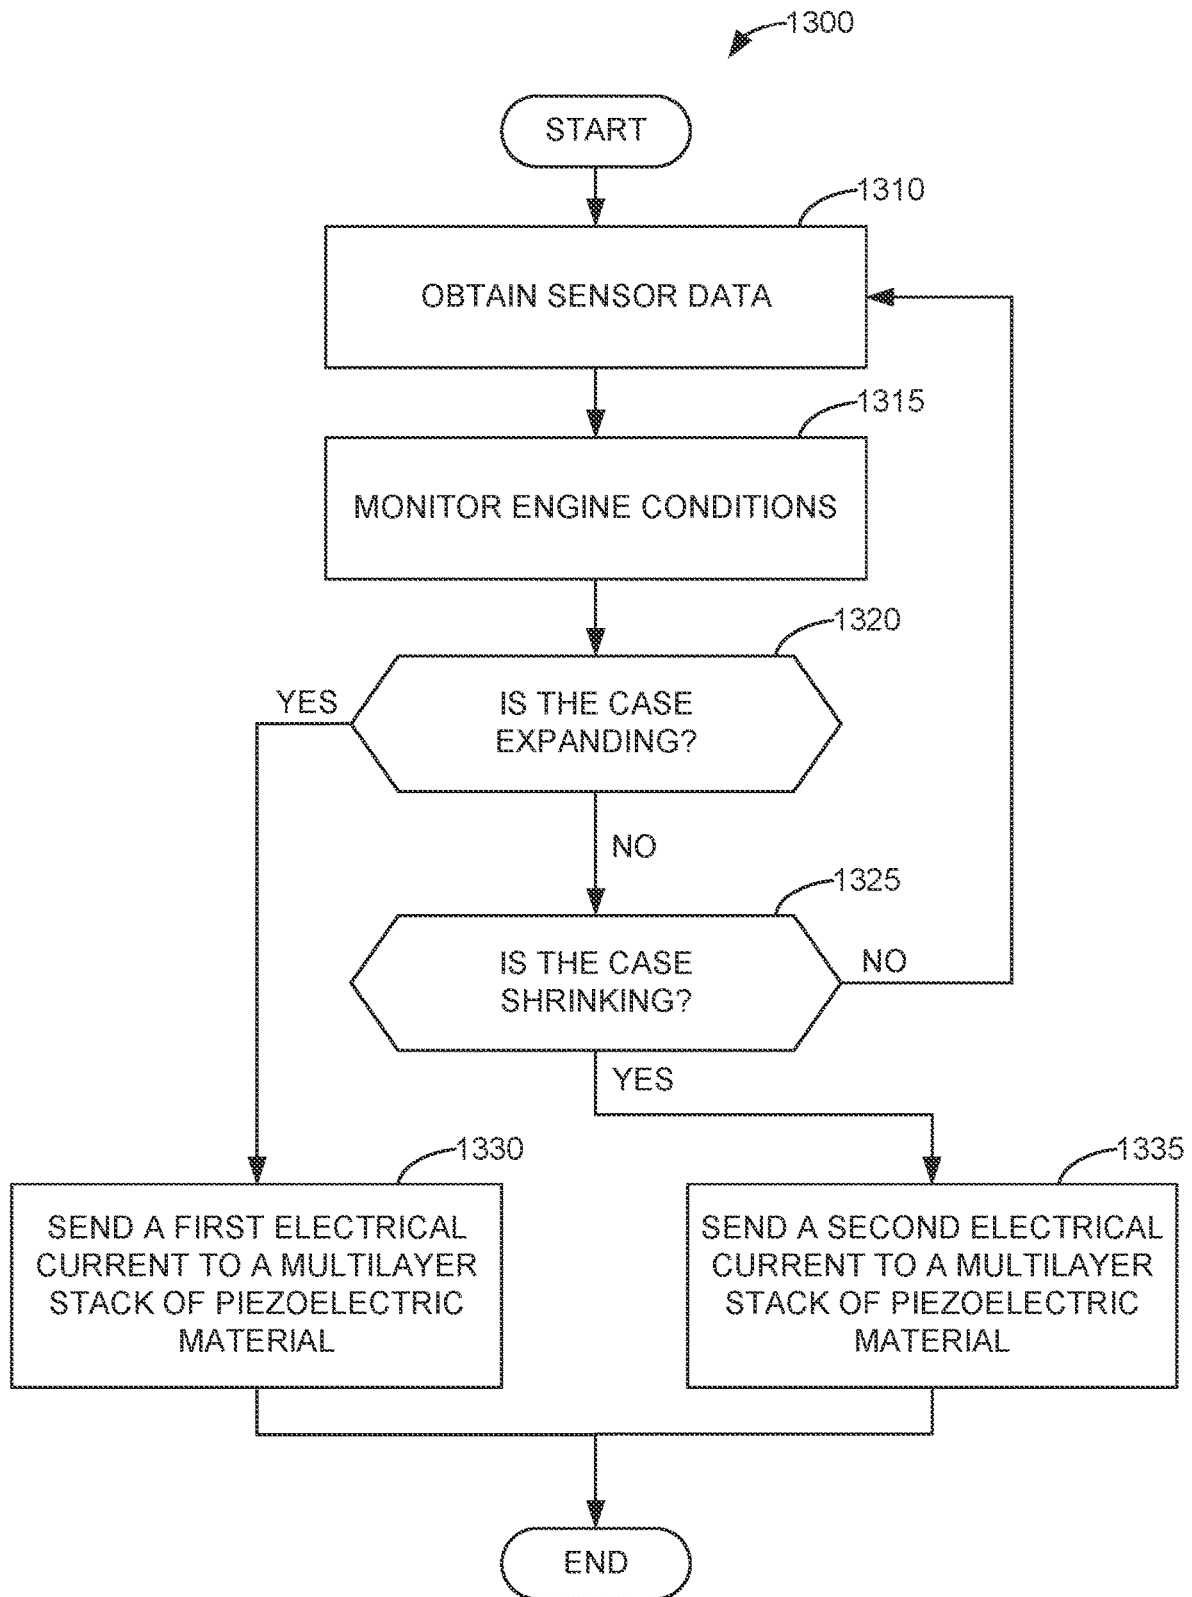 1300
START
1310
OBTAIN SENSOR DATA
1315
MONITOR ENGINE CONDITIONS
1320
YES
IS THE CASE
EXPANDING?
NO
1325
IS THE CASE
SHRINKING?
NO
YES
1330
SEND A FIRST ELECTRICAL
CURRENT TO A MULTILAYER
STACK OF PIEZOELECTRIC
MATERIAL
1335
SEND A SECOND ELECTRICAL
CURRENT TO A MULTILAYER
STACK OF PIEZOELECTRIC
MATERIAL
END